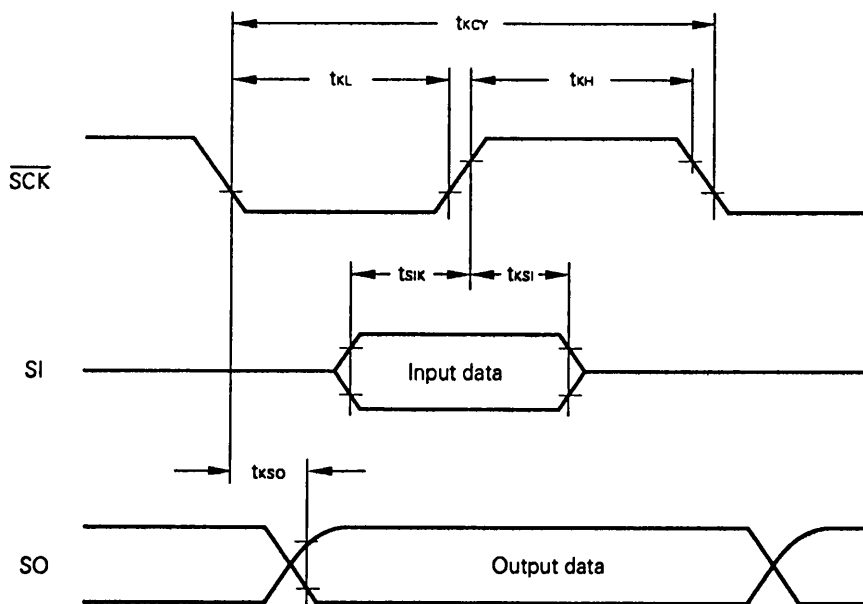 tKCY
tKL
tKH
SCK
tSIK
tKSI
SI
Input data
tKSO
SO
Output data